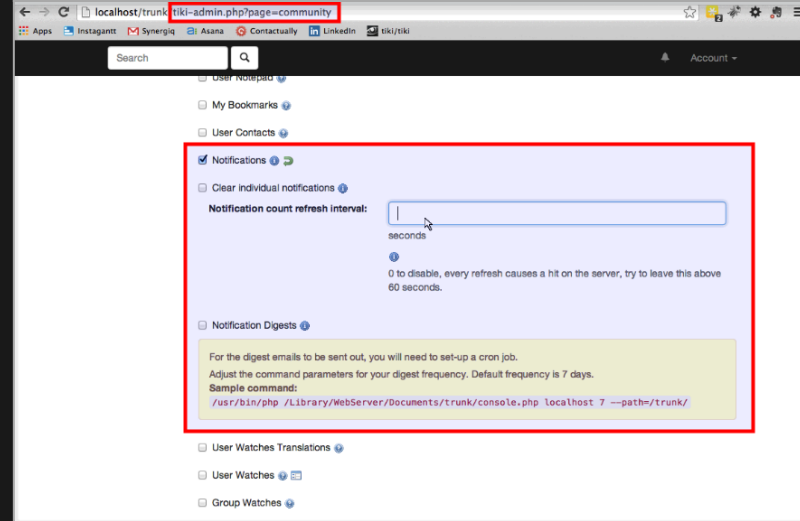 localhost/trunk/tiki-admin.php?page=community
2
Apps Instagantt Synergiq Asana Contactually LinkedIn tiki/tiki
Search Account
User Notepad
My Bookmarks
User Contacts
Notifications
Clear individual notifications
Notification count refresh interval:
seconds
0 to disable, every refresh causes a hit on the server, try to leave this above
60 seconds.
Notification Digests
For the digest emails to be sent out, you will need to set-up a cron job.
Adjust the command parameters for your digest frequency. Default frequency is 7 days.
Sample command:
/usr/bin/php /Library/WebServer/Documents/trunk/console.php localhost 7 --path=/trunk/
User Watches Translations
User Watches
Group Watches